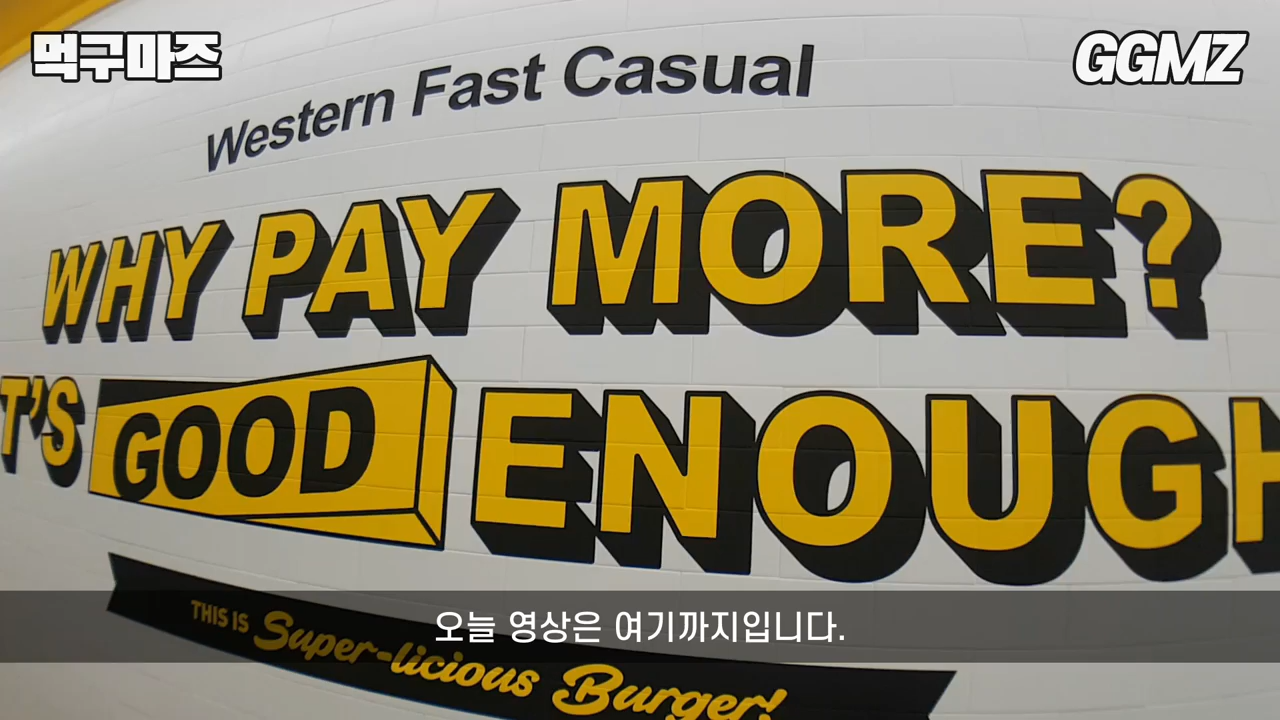 먹구마즈
GGMZ
Western Fast Casual
WHY PAY MORE?
T'S GOOD ENOUGH
THIS IS Super-licious Burger!
오늘 영상은 여기까지입니다.